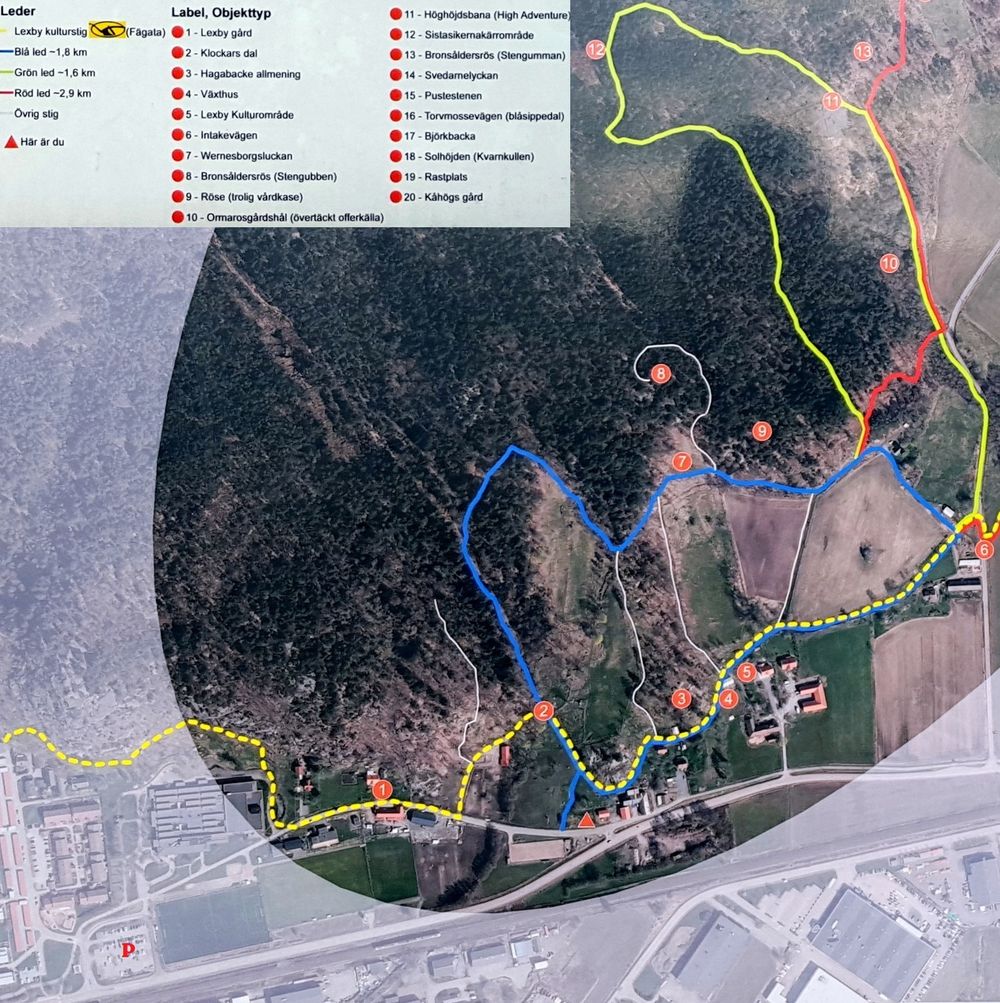 Leder
Lexby kulturstig (Fågata)
Blå led ~1,8 km
Grön led ~1,6 km
Röd led ~2,9 km
Övrig stig
Här är du
Label, Objekttyp
1 - Lexby gård
2 - Klockars dal
3 - Hagabacke allmening
4 - Växthus
5 - Lexby Kulturområde
6 - Intakevägen
7 - Wernesborgsluckan
8 - Bronsåldersrös (Stengubben)
9 - Röse (trolig vårdkase)
10 - Ormarosgårdshål (övertäckt offerkälla)
11 - Höghöjdsbana (High Adventure)
12 - Sistasikernakärrområde
13 - Bronsåldersrös (Stengumman)
14 - Svedamelyckan
15 - Pustestenen
16 - Torvmossevägen (blåsippedal)
17 - Björkbacka
18 - Solhöjden (Kvarnkullen)
19 - Rastplats
20 - Kåhögs gård
12
13
11
10
8
9
7
6
5
3
4
2
1
P